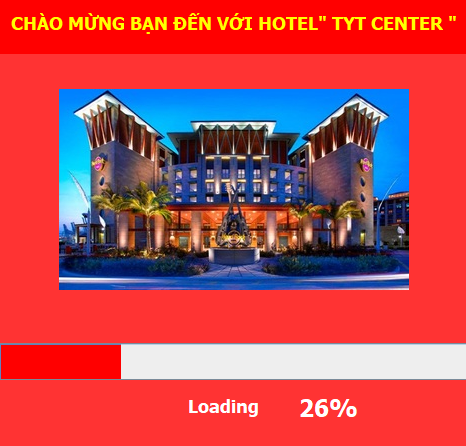 CHÀO MỪNG BẠN ĐẾN VỚI HOTEL" TYT CENTER "
Loading 26%